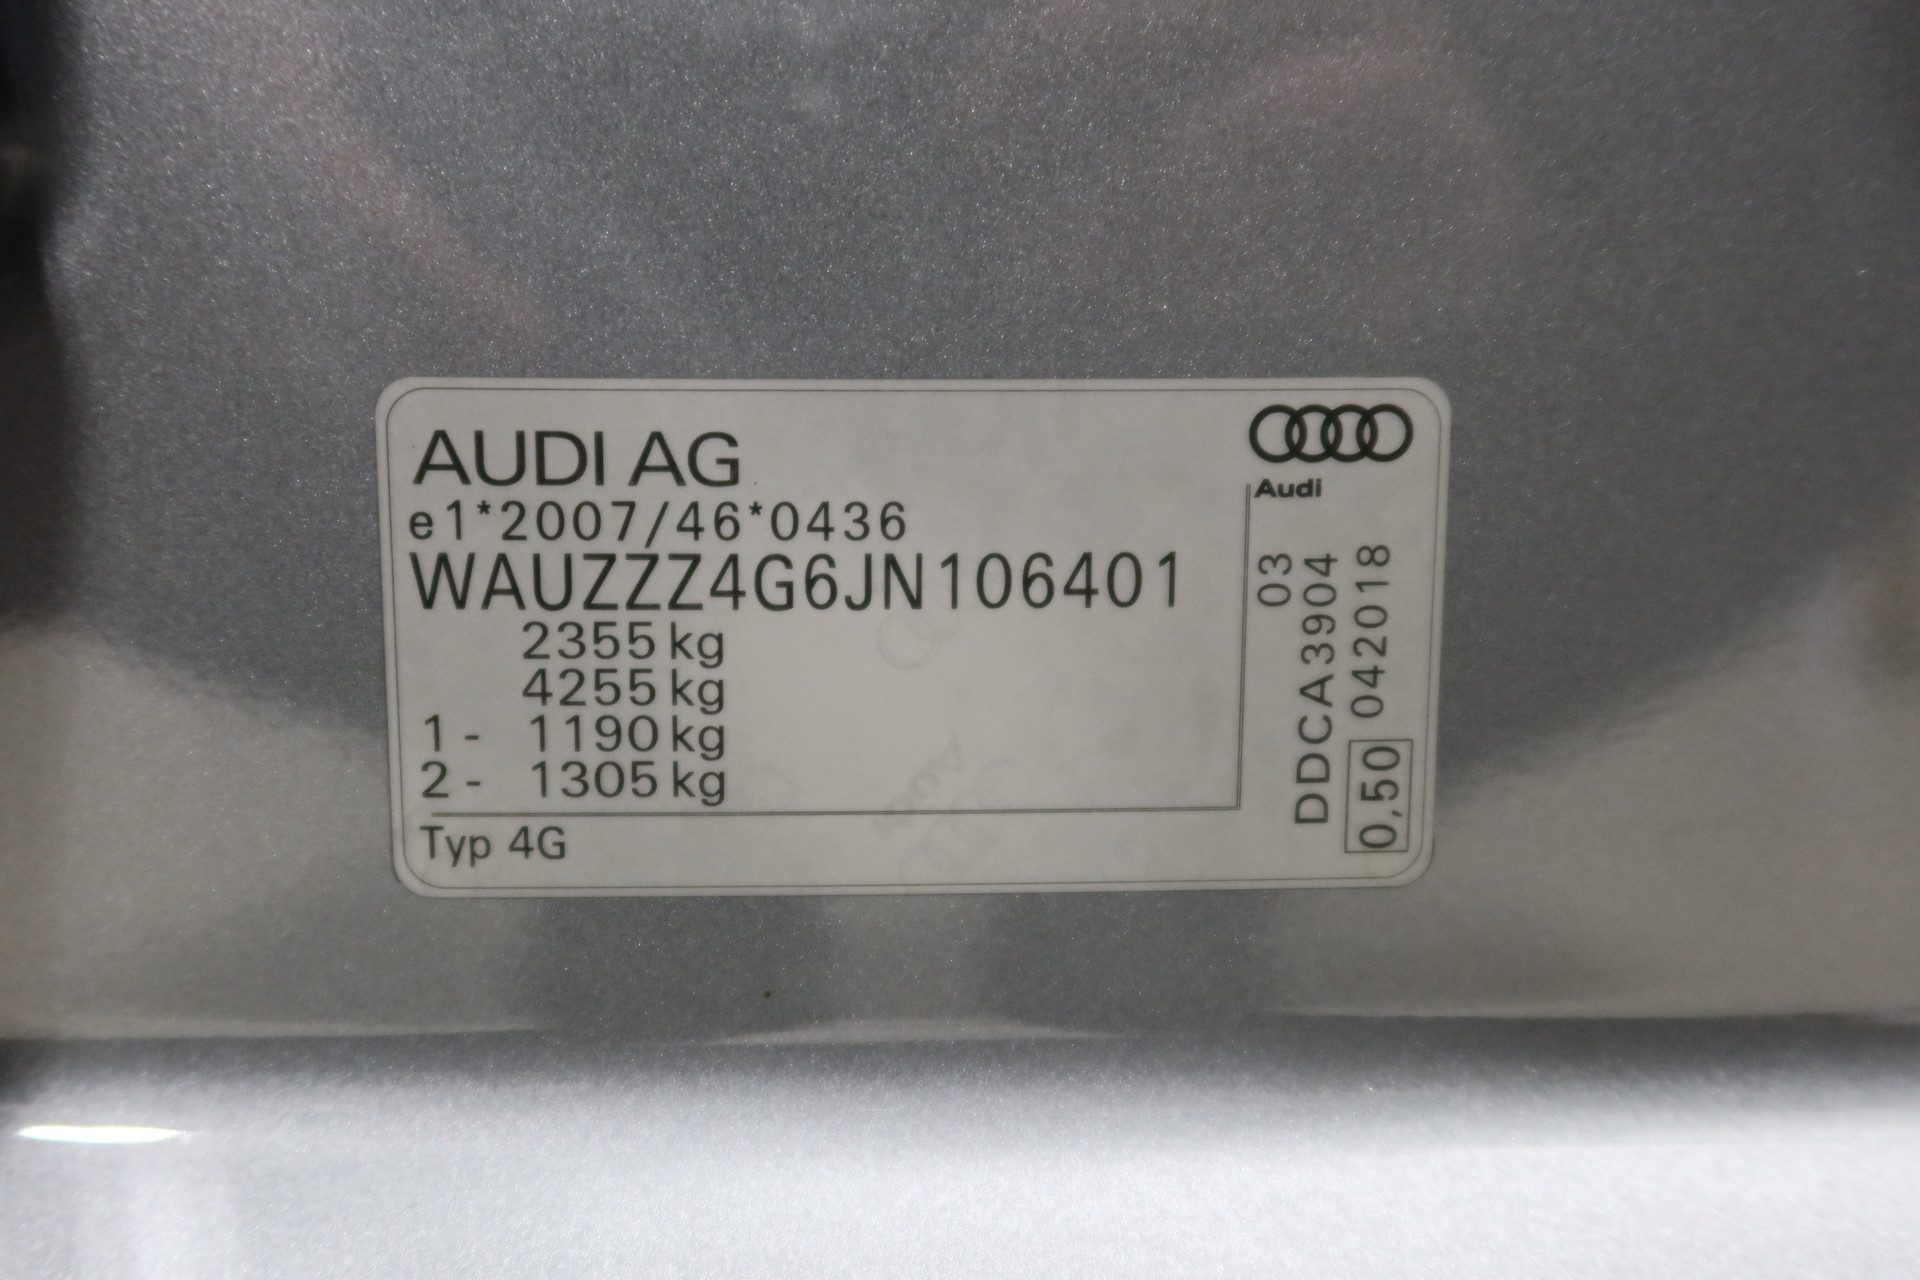 AUDI AG
e1*2007/46*0436
WAUZZZ4G6JN106401
2355 kg
4255 kg
1 - 1190 kg
2 - 1305 kg
Typ 4G
Audi
03
DDCA3904
0,50 042018